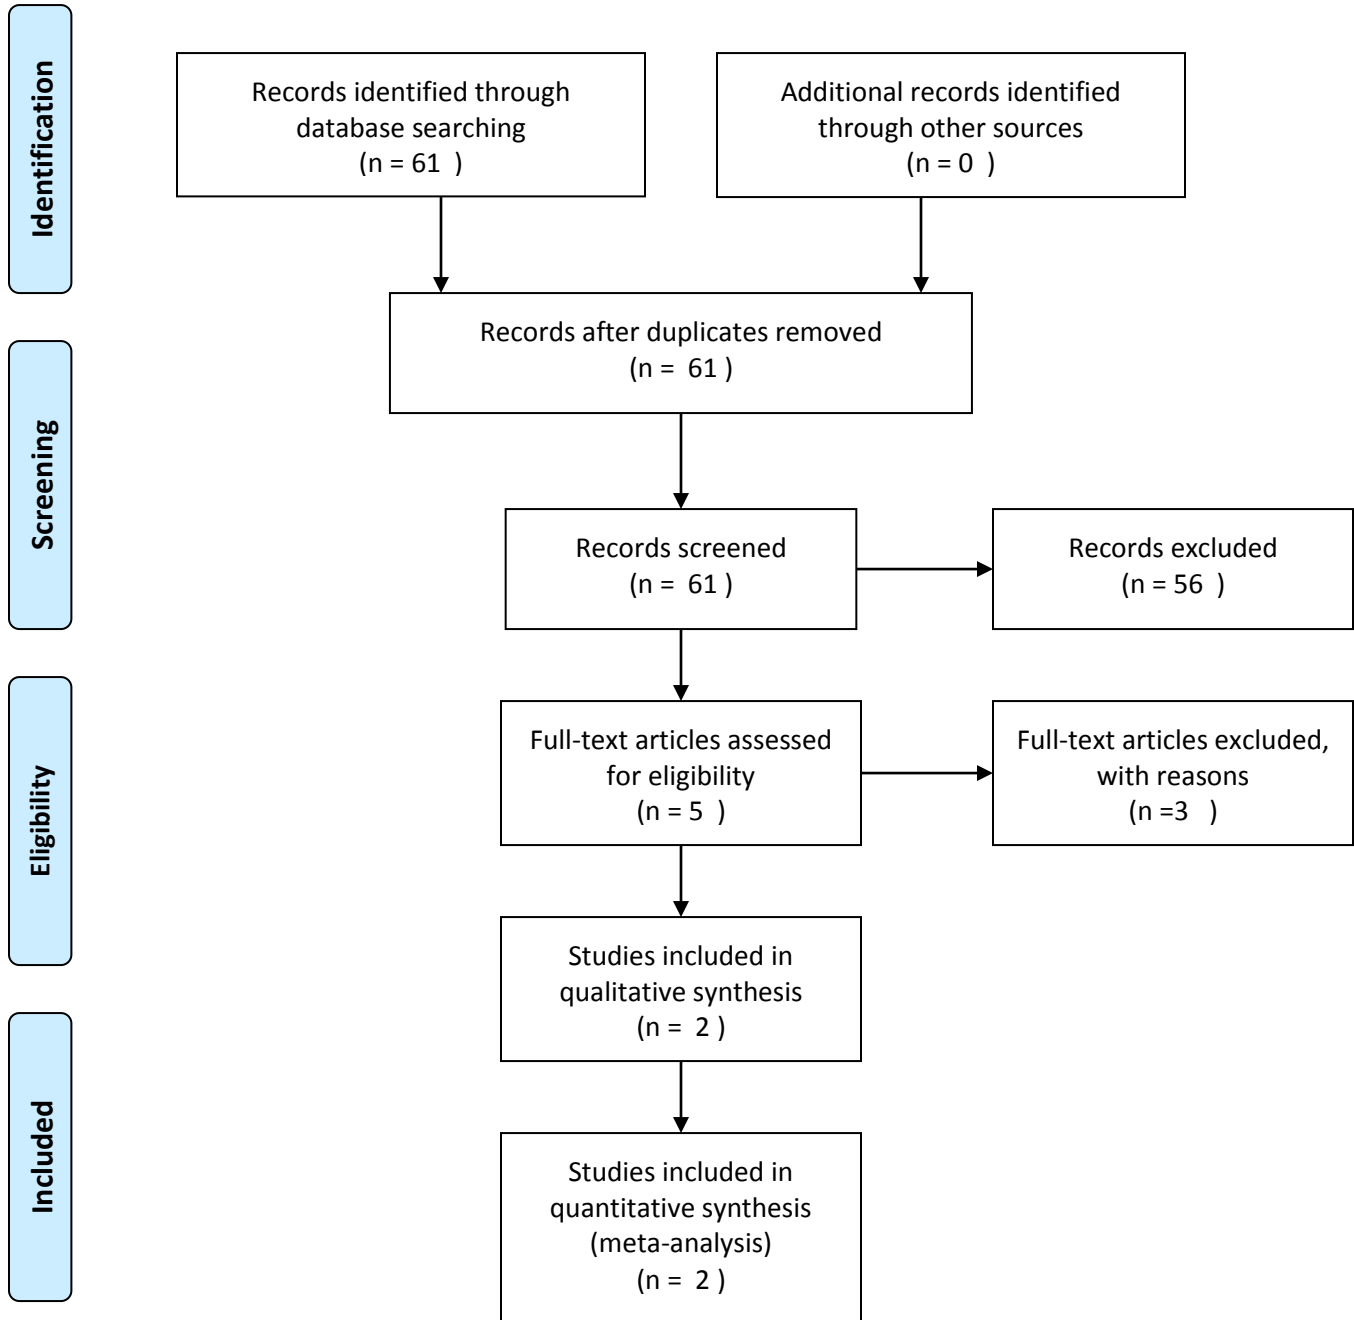 Identification
Records identified through
database searching
(n = 61  )
Additional records identified
through other sources
(n = 0  )
Records after duplicates removed
(n =  61 )
Screening
Records screened
(n =  61 )
Records excluded
(n = 56  )
Eligibility
Full-text articles assessed
for eligibility
(n = 5  )
Full-text articles excluded,
with reasons
(n =3   )
Studies included in
qualitative synthesis
(n =  2 )
Included
Studies included in
quantitative synthesis
(meta-analysis)
(n =  2 )